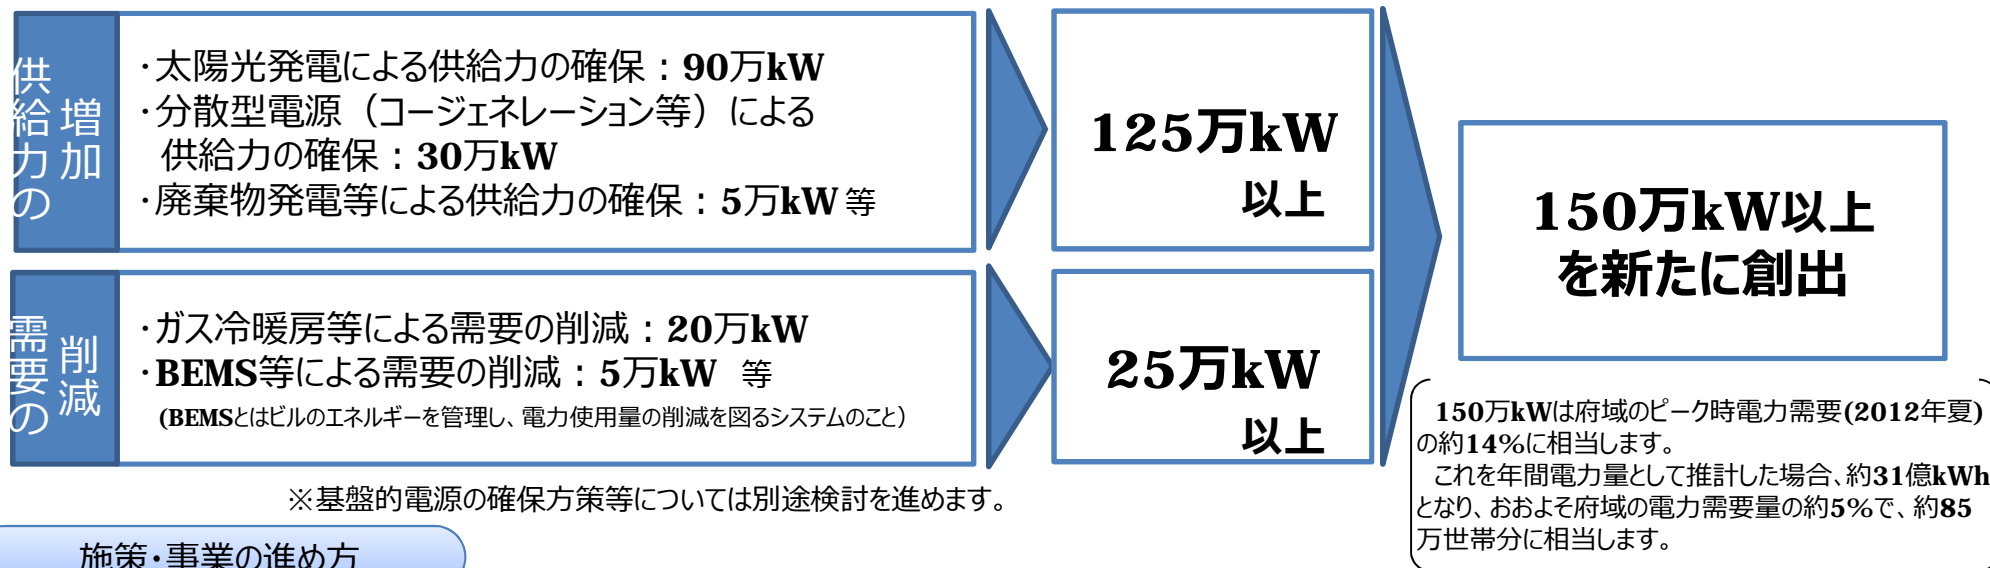 供給力の
増加
・太陽光発電による供給力の確保：90万kW
・分散型電源（コージェネレーション等）による
供給力の確保：30万kW
・廃棄物発電等による供給力の確保：5万kW 等
125万kW
以上
需要の
削減
・ガス冷暖房等による需要の削減：20万kW
・BEMS等による需要の削減：5万kW　等
(BEMSとはビルのエネルギーを管理し、電力使用量の削減を図るシステムのこと）
25万kW
以上
150万kW以上
を新たに創出
150万kWは府域のピーク時電力需要(2012年夏)
の約14%に相当します。
これを年間電力量として推計した場合、約31億kWh
となり、おおよそ府域の電力需要量の約5%で、約85
万世帯分に相当します。
※基盤的電源の確保方策等については別途検討を進めます。
施策・事業の進め方